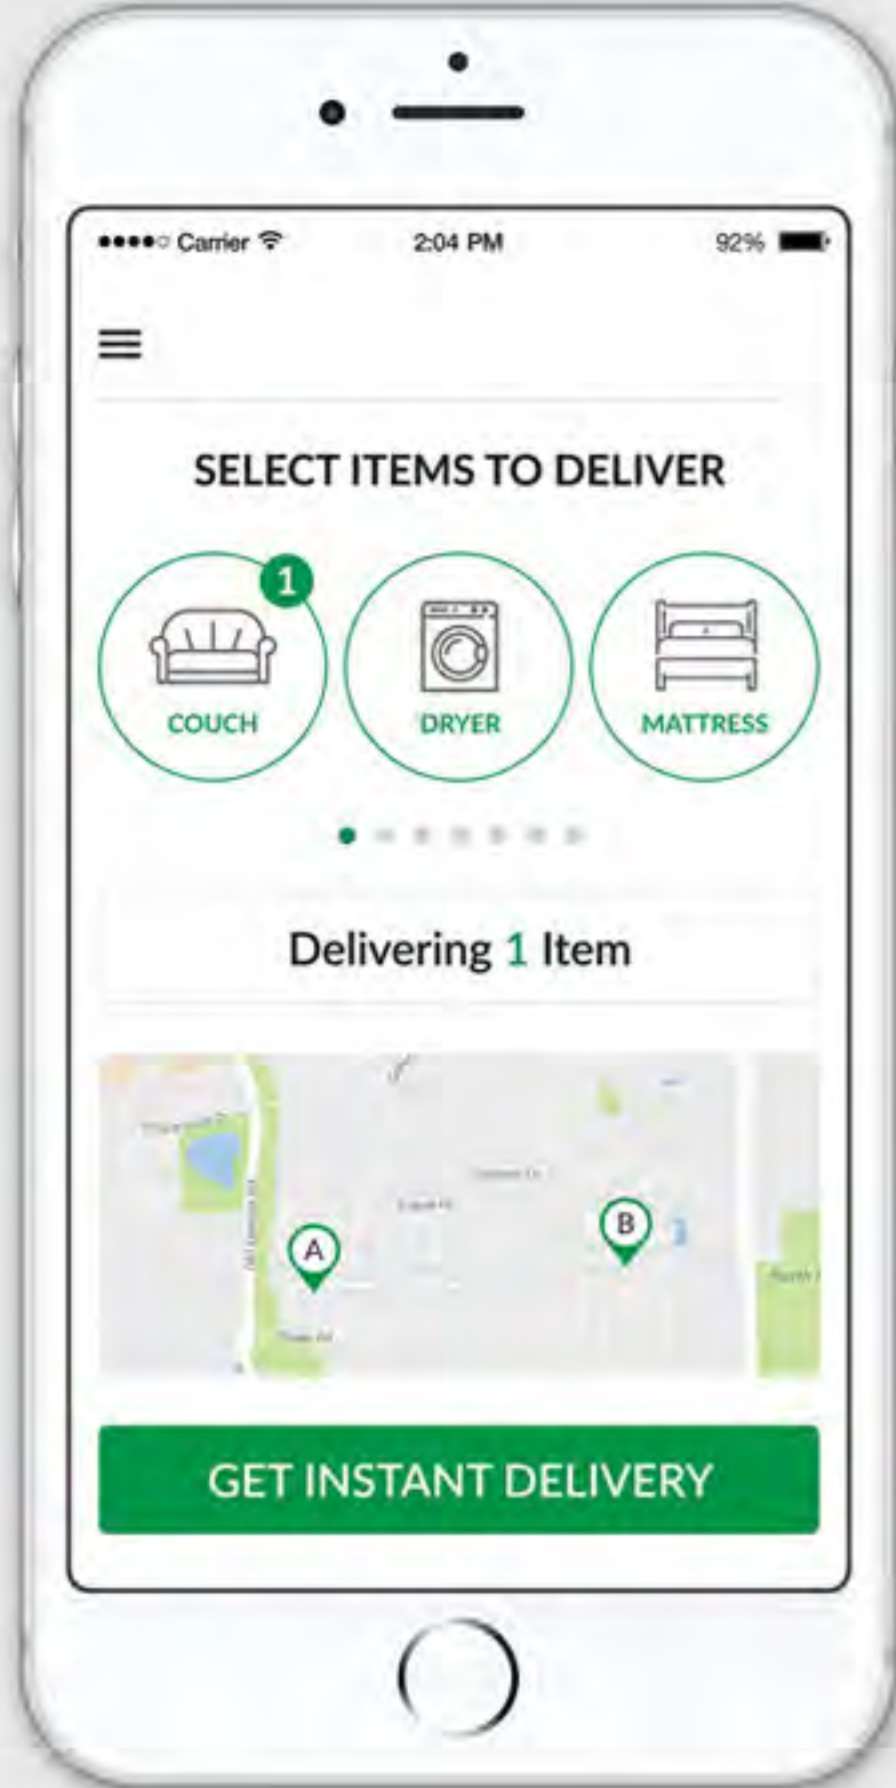 Carrier 2:04 PM 92%
SELECT ITEMS TO DELIVER
1
COUCH DRYER MATTRESS
Delivering 1 Item
A B
GET INSTANT DELIVERY